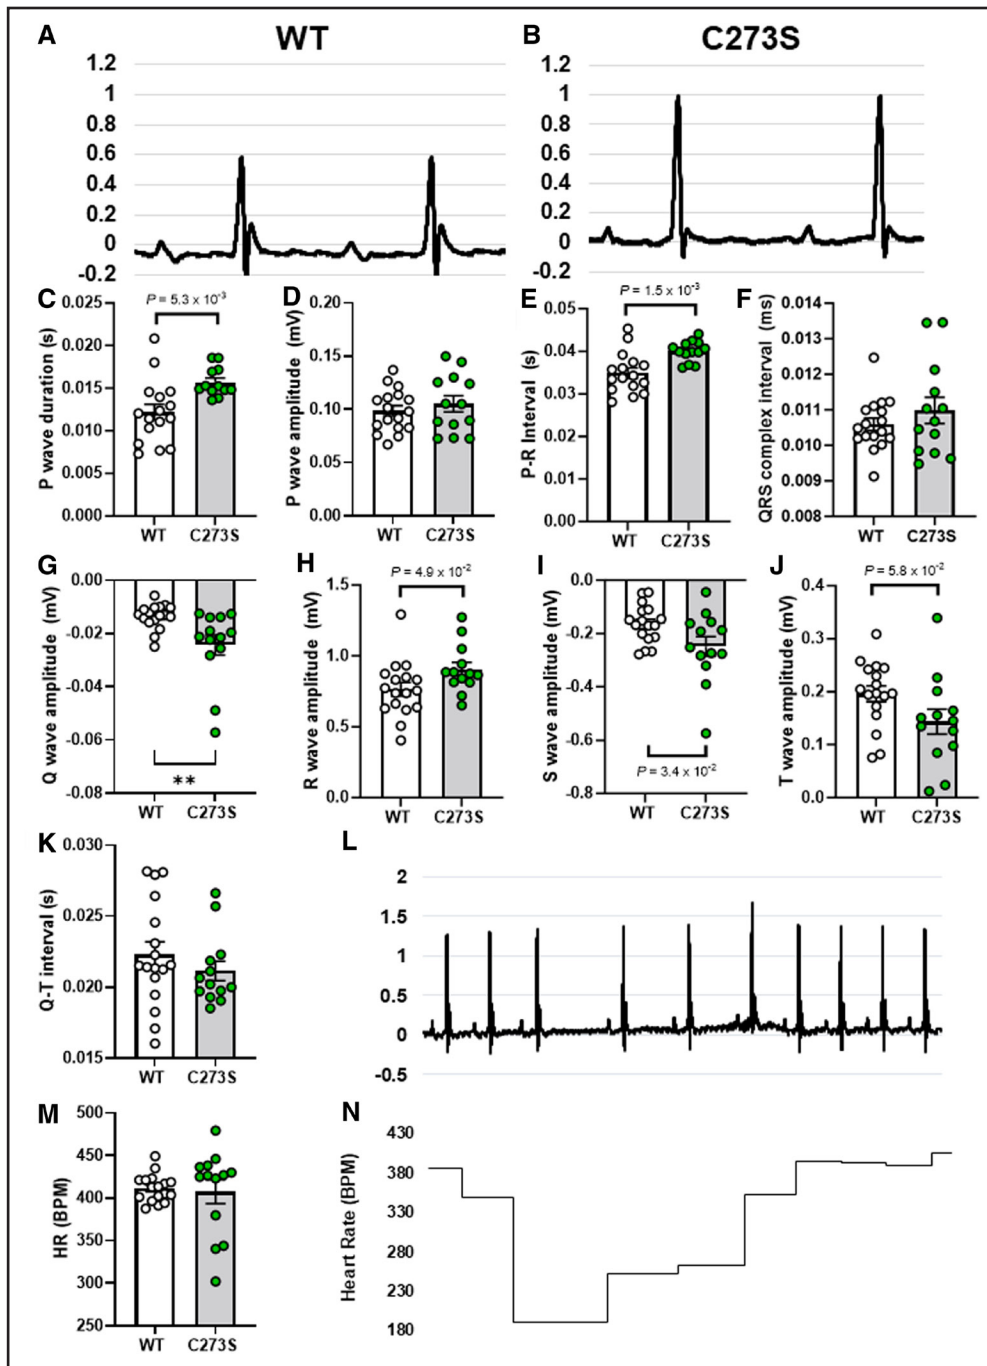 A WT
1.2
1
0.8
0.6
0.4
0.2
0
-0.2
B C273S
1.2
1
0.8
0.6
0.4
0.2
0
-0.2
C
P = 5.3 x 10-3
P wave duration (s)
0.025
0.020
0.015
0.010
0.005
0.000
WT C273S
D
P wave amplitude (mV)
0.20
0.15
0.10
0.05
0.00
WT C273S
E
P = 1.5 x 10-3
P-R Interval (s)
0.05
0.04
0.03
0.02
0.01
0.00
WT C273S
F
QRS complex interval (ms)
0.014
0.013
0.012
0.011
0.010
0.009
0.008
WT C273S
G
Q wave amplitude (mV)
0.00
-0.02
-0.04
-0.06
-0.08
**
WT C273S
H
P = 4.9 x 10-2
R wave amplitude (mV)
1.5
1.0
0.5
0.0
WT C273S
I
S wave amplitude (mV)
0.0
-0.2
-0.4
-0.6
-0.8
P = 3.4 x 10-2
WT C273S
J
P = 5.8 x 10-2
T wave amplitude (mV)
0.4
0.3
0.2
0.1
0.0
WT C273S
K
Q-T interval (s)
0.030
0.025
0.020
0.015
WT C273S
L
2
1.5
1
0.5
0
-0.5
M
HR (BPM)
500
450
400
350
300
250
WT C273S
N
Heart Rate (BPM)
430
380
330
280
230
180